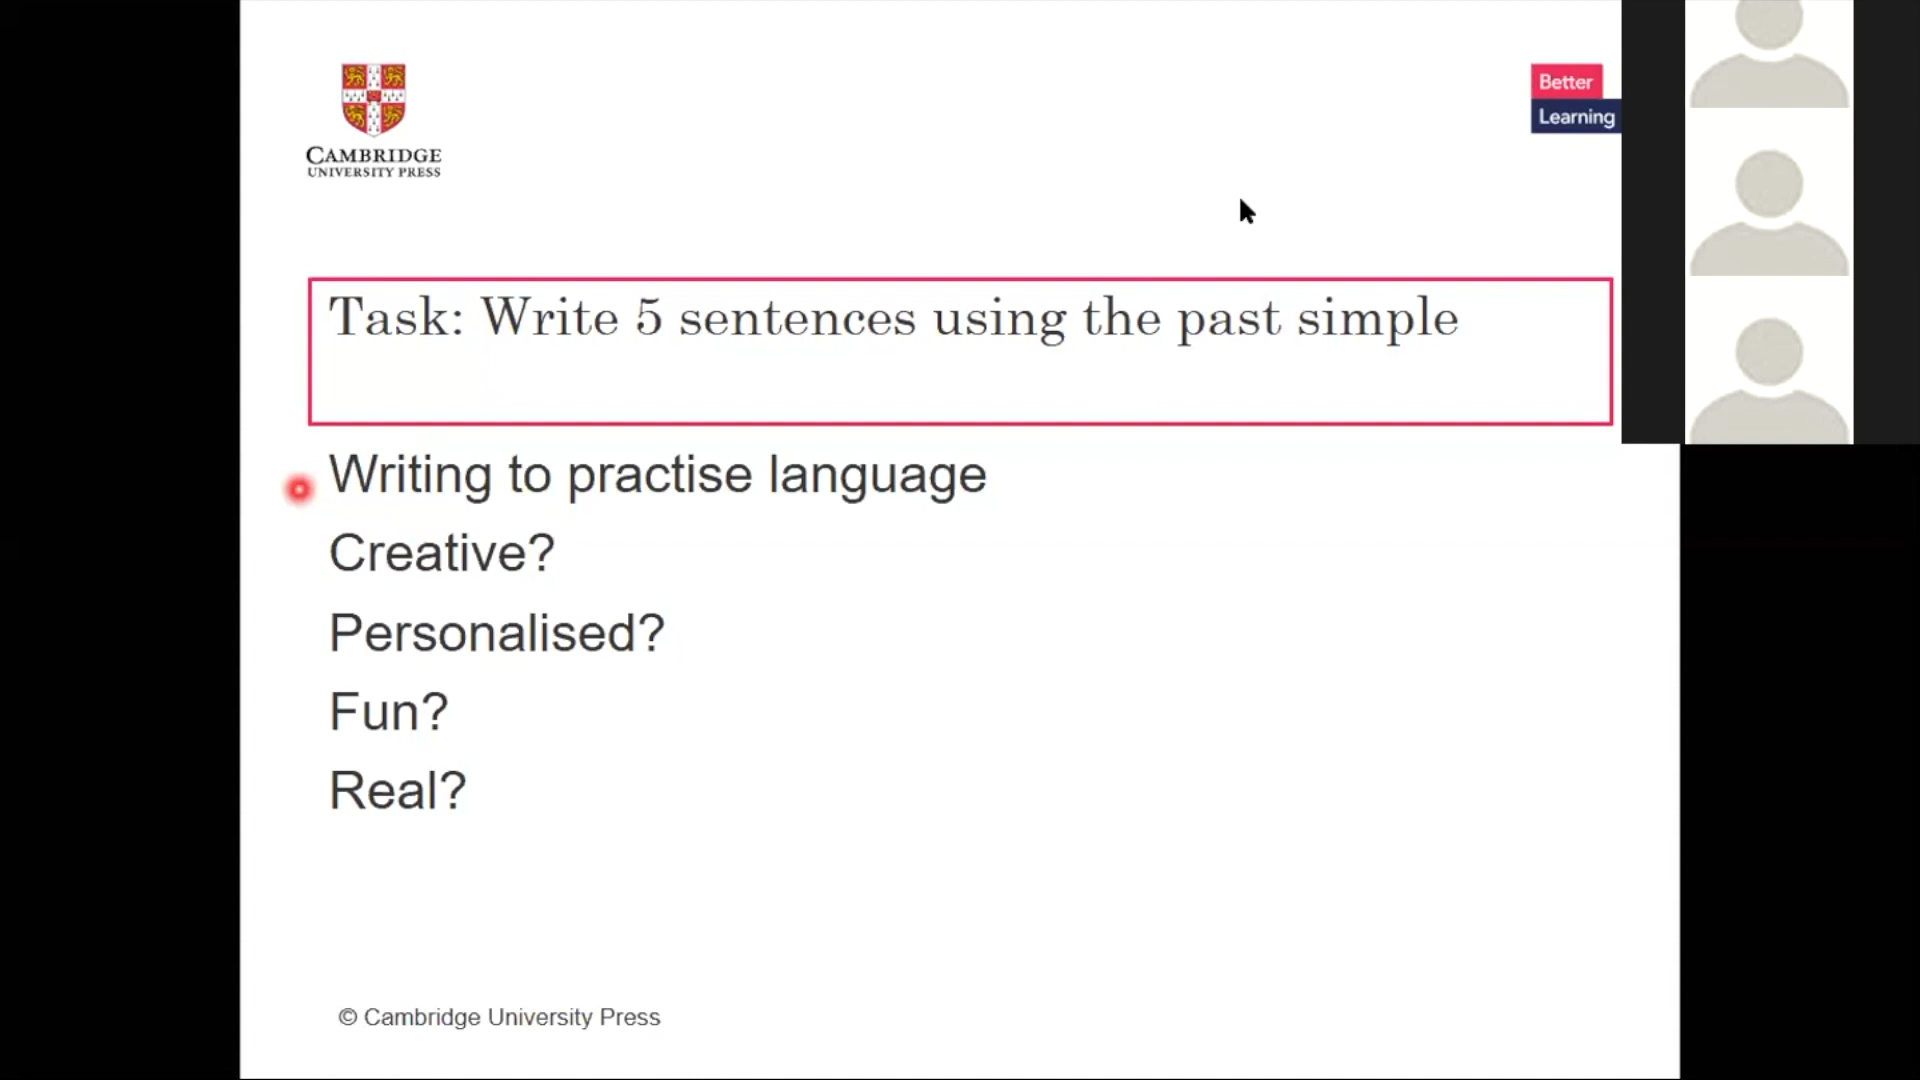 CAMBRIDGE
UNIVERSITY PRESS
Better
Learning
Task: Write 5 sentences using the past simple
Writing to practise language
Creative?
Personalised?
Fun?
Real?
© Cambridge University Press